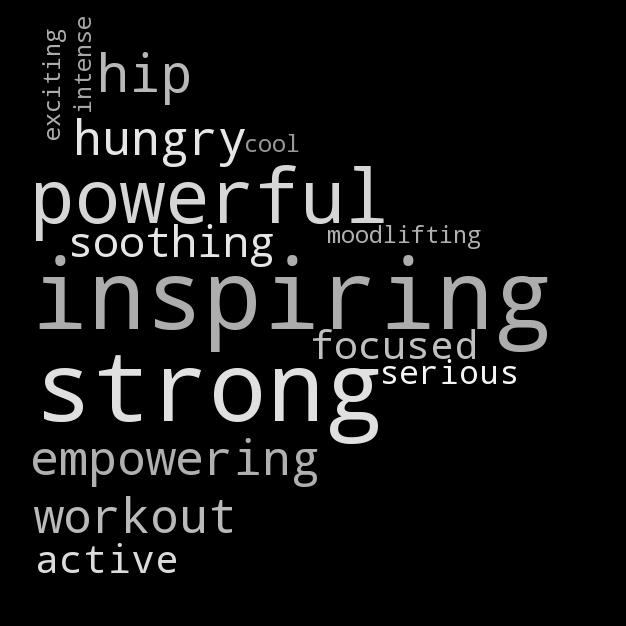 exciting
intense
hip
hungry
cool
powerful
soothing
moodlifting
inspiring
focused
strong
serious
empowering
workout
active